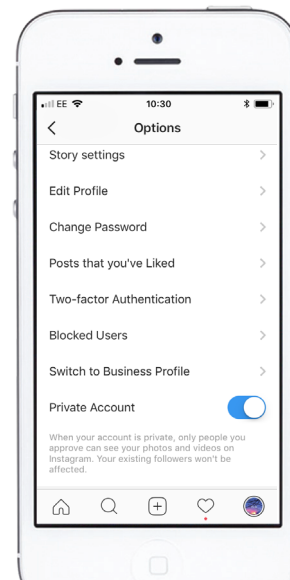 EE 10:30
Options
Story settings
Edit Profile
Change Password
Posts that you've Liked
Two-factor Authentication
Blocked Users
Switch to Business Profile
Private Account
When your account is private, only people you
approve can see your photos and videos on
Instagram. Your existing followers won't be
affected.